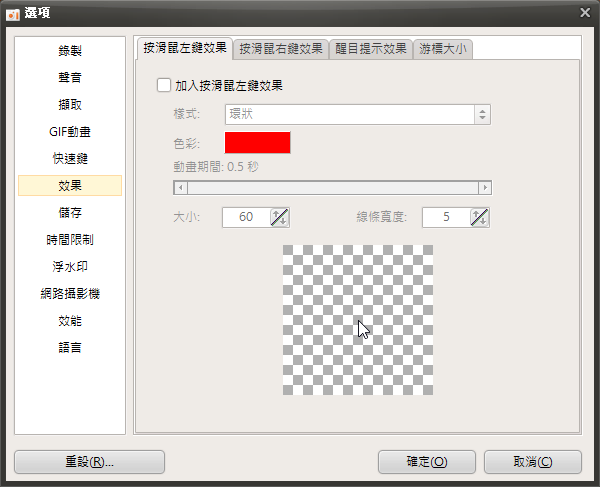 選項
錄製
聲音
擷取
GIF動畫
快速鍵
效果
儲存
時間限制
浮水印
網路攝影機
效能
語言
按滑鼠左鍵效果 按滑鼠右鍵效果 醒目提示效果 游標大小
加入按滑鼠左鍵效果
樣式: 環狀
色彩:
動畫期間: 0.5 秒
大小: 60 線條寬度: 5
重設(R)... 確定(O) 取消(C)